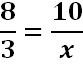 8/3 = 10/x